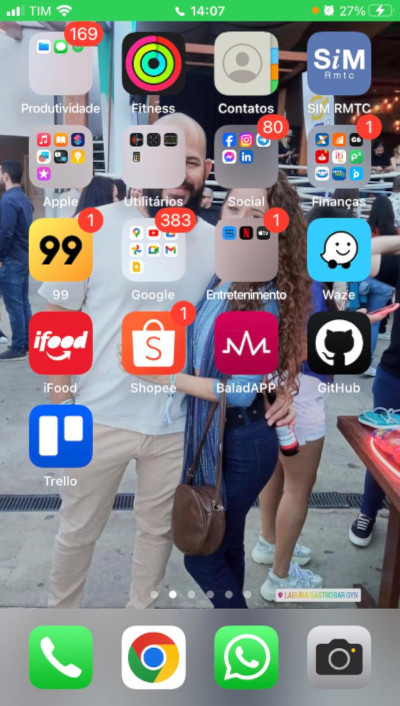 TIM 14:07 27%
169
Produtividade Fitness Contatos SiM Rmtc SIM RMTC
80 1
Apple Utilitários Social Finanças
1 383 1
99
99 Google Entretenimento Waze
ifood 1
iFood Shopee BaladAPP GitHub
Trello
LAGUNA GASTROBAR GYN